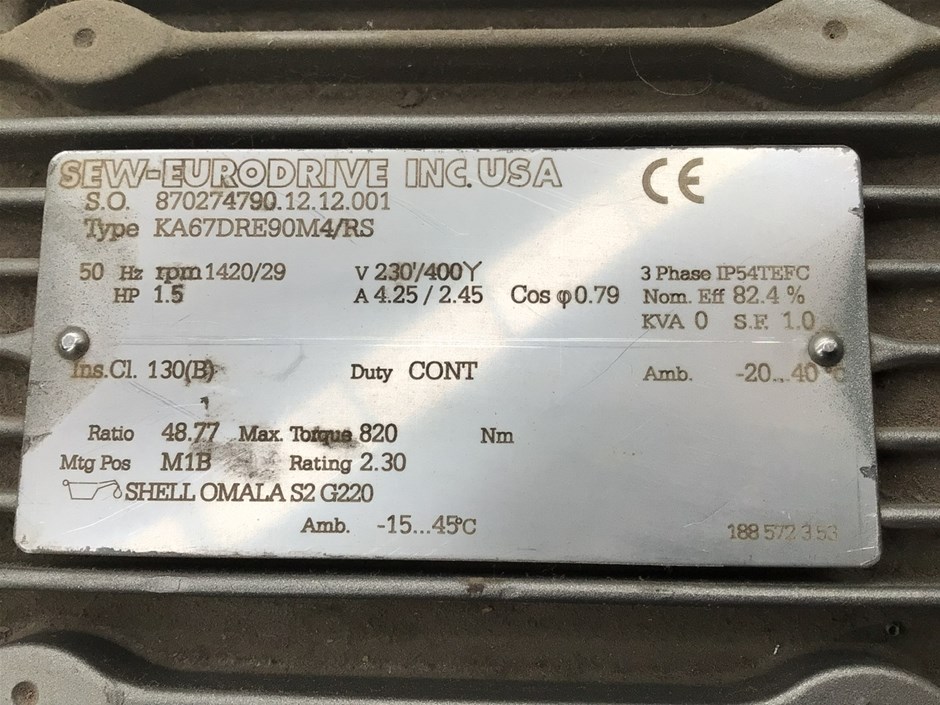 SEW-EURODRIVE INC. USA CE
S.O. 870274790.12.12.001
Type KA67DRE90M4/RS
50 Hz rpm 1420/29 V 230'/400Y 3 Phase IP54TEFC
HP 1.5 A 4.25 / 2.45 Cos φ 0.79 Nom. Eff 82.4 %
KVA 0 S.F. 1.0
Ins.Cl. 130(B) Duty CONT Amb. -20...40 °C
Ratio 48.77 Max. Torque 820 Nm
Mtg Pos M1B Rating 2.30
SHELL OMALA S2 G220
Amb. -15...45°C
188 572 3 53